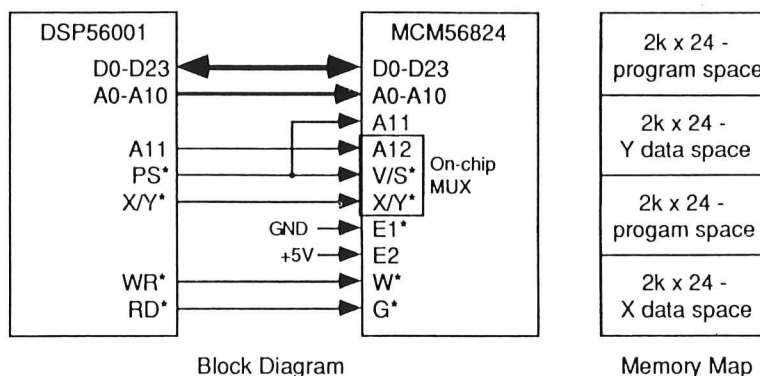 DSP56001
D0-D23
A0-A10
A11
PS*
X/Y*
WR*
RD*
MCM56824
D0-D23
A0-A10
A11
A12
V/S*
X/Y*
E1*
E2
W*
G*
On-chip
MUX
GND
+5V
Block Diagram
2k x 24 -
program space
2k x 24 -
Y data space
2k x 24 -
progam space
2k x 24 -
X data space
Memory Map